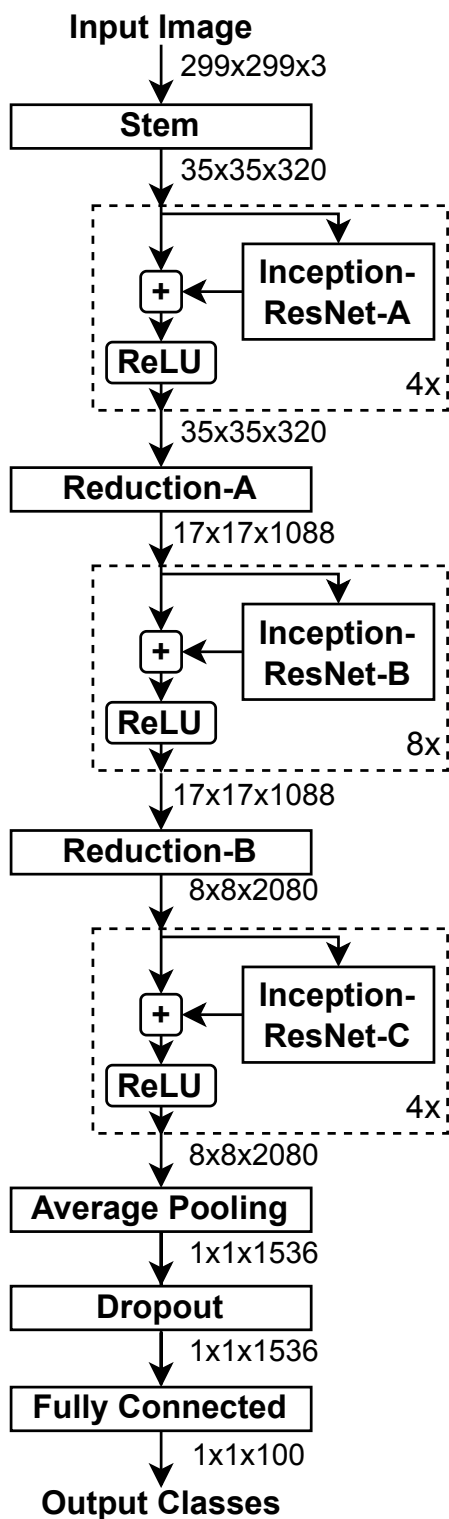 Input Image
299x299x3
Stem
35x35x320
Inception-
ResNet-A
+
ReLU
4x
35x35x320
Reduction-A
17x17x1088
Inception-
ResNet-B
+
ReLU
8x
17x17x1088
Reduction-B
8x8x2080
Inception-
ResNet-C
+
ReLU
4x
8x8x2080
Average Pooling
1x1x1536
Dropout
1x1x1536
Fully Connected
1x1x100
Output Classes